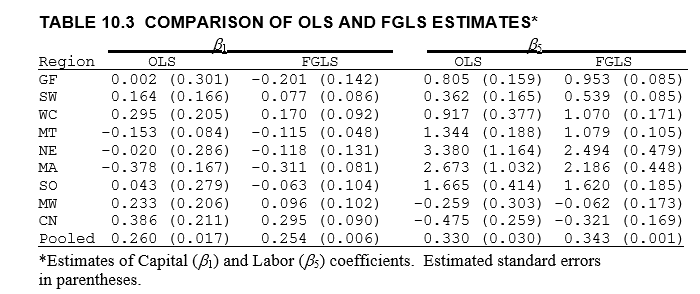 TABLE 10.3 COMPARISON OF OLS AND FGLS ESTIMATES*
β1 β5
Region OLS FGLS OLS FGLS
GF 0.002 (0.301) -0.201 (0.142) 0.805 (0.159) 0.953 (0.085)
SW 0.164 (0.166) 0.077 (0.086) 0.362 (0.165) 0.539 (0.085)
WC 0.295 (0.205) 0.170 (0.092) 0.917 (0.377) 1.070 (0.171)
MT -0.153 (0.084) -0.115 (0.048) 1.344 (0.188) 1.079 (0.105)
NE -0.020 (0.286) -0.118 (0.131) 3.380 (1.164) 2.494 (0.479)
MA -0.378 (0.167) -0.311 (0.081) 2.673 (1.032) 2.186 (0.448)
SO 0.043 (0.279) -0.063 (0.104) 1.665 (0.414) 1.620 (0.185)
MW 0.233 (0.206) 0.096 (0.102) -0.259 (0.303) -0.062 (0.173)
CN 0.386 (0.211) 0.295 (0.090) -0.475 (0.259) -0.321 (0.169)
Pooled 0.260 (0.017) 0.254 (0.006) 0.330 (0.030) 0.343 (0.001)
*Estimates of Capital (β1) and Labor (β5) coefficients. Estimated standard errors
in parentheses.